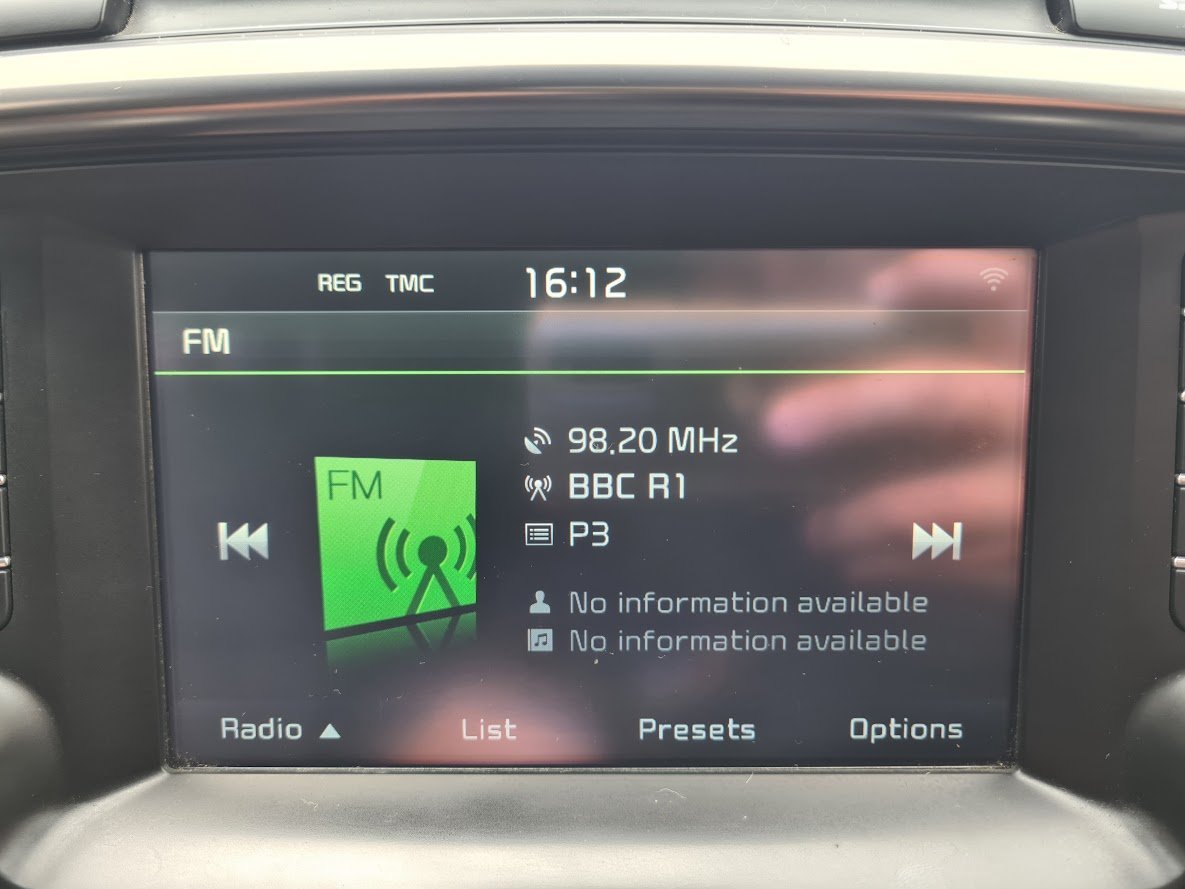 REG TMC 16:12
FM
FM
98.20 MHz
BBC R1
P3
No information available
No information available
Radio ▲ List Presets Options